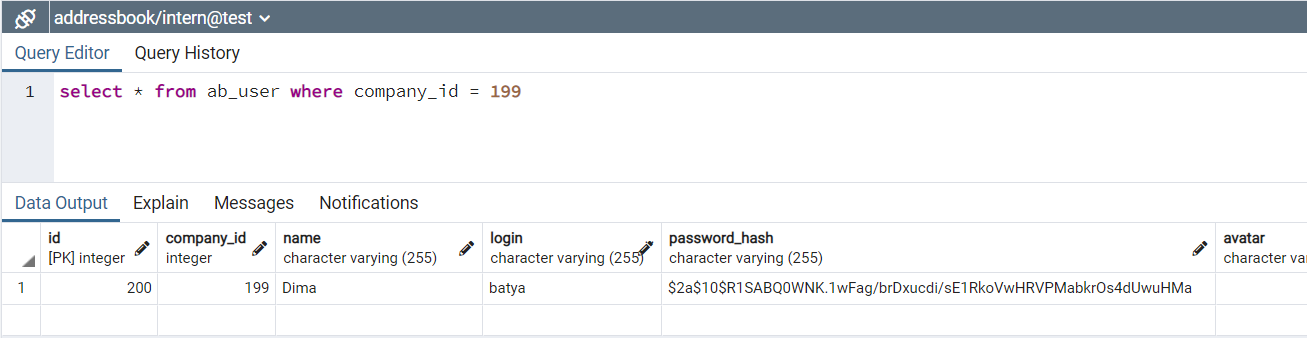 addressbook/intern@test
Query Editor Query History
1 select * from ab_user where company_id = 199
Data Output Explain Messages Notifications
id company_id name login password_hash avatar
[PK] integer integer character varying (255) character varying (255) character varying (255) character va
1 200 199 Dima batya $2a$10$R1SABQ0WNK.1wFag/brDxucdi/sE1RkoVwHRVPMabkrOs4dUwuHMa